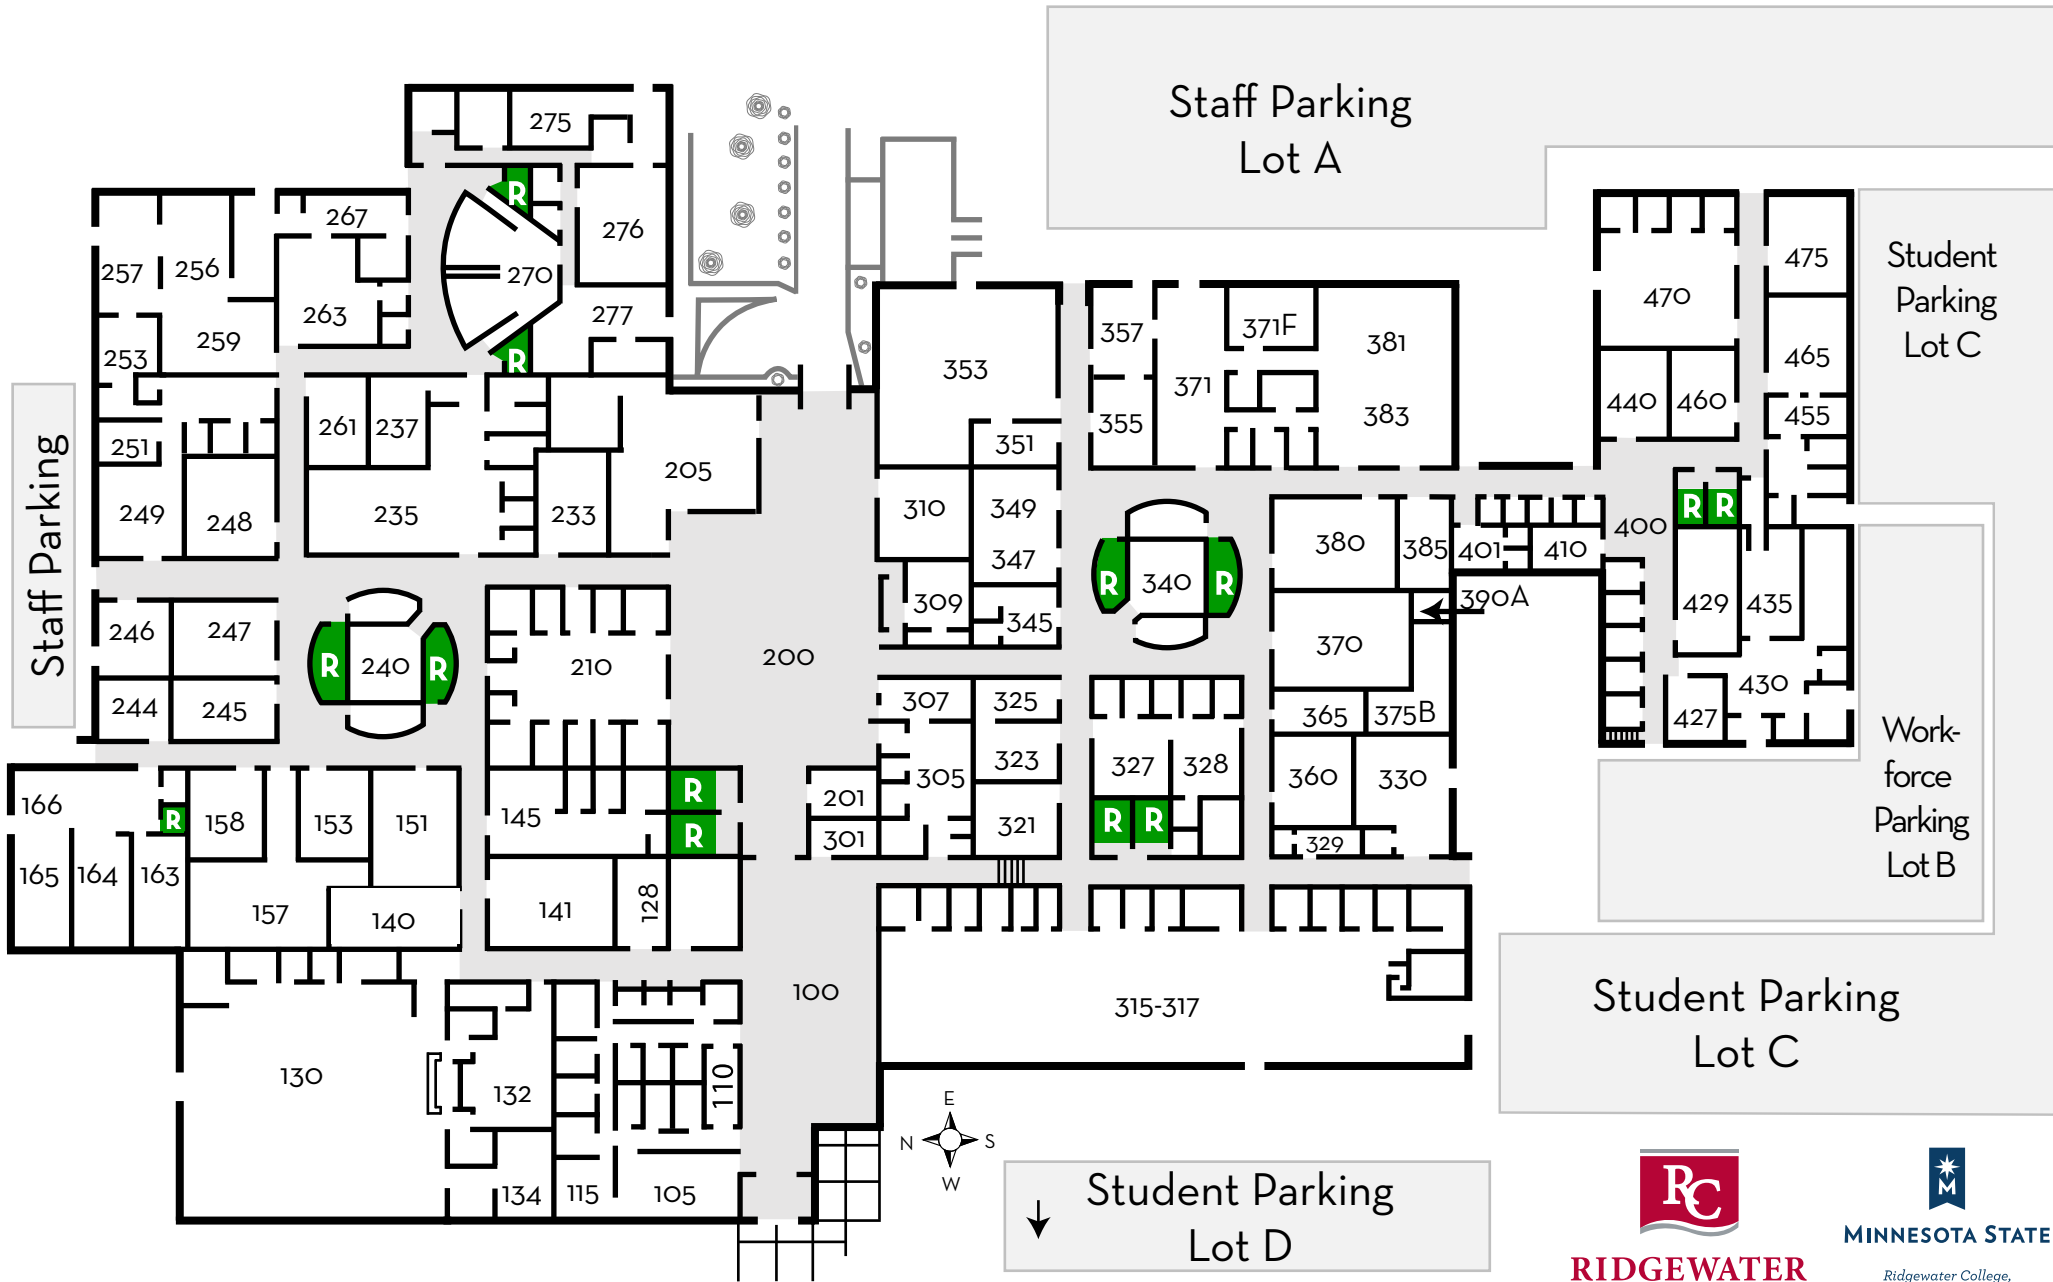 Staff Parking
Lot A
275
276
267
257
256
270
277
263
259
253
475
470
Student
Parking
Lot C
357
371F
381
353
371
465
440
460
455
355
383
351
Staff Parking
251
261
237
205
249
248
235
233
310
349
347
380
385
401
410
400
R
R
R
R
340
R
R
309
345
390A
429
435
246
247
R
240
R
210
200
370
244
245
307
325
365
375B
430
427
323
305
327
328
360
330
Work-
force
Parking
Lot B
166
R
158
153
151
145
R
R
201
301
321
R
R
329
165
164
163
157
140
141
128
100
315-317
Student Parking
Lot C
130
132
110
134
115
105
E
N
S
W
Student Parking
Lot D
RC
RIDGEWATER
M
MINNESOTA STATE
Ridgewater College,